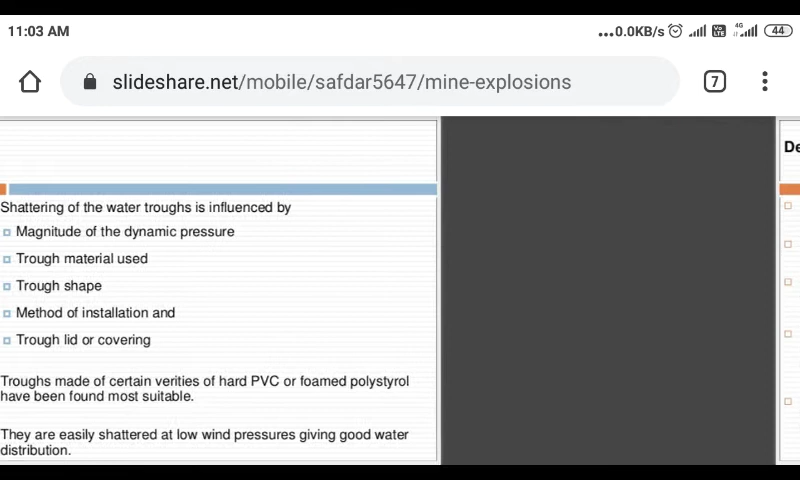 11:03 AM
...0.0KB/s
Vo LTE
4G
44
slideshare.net/mobile/safdar5647/mine-explosions
7
De
Shattering of the water troughs is influenced by
Magnitude of the dynamic pressure
Trough material used
Trough shape
Method of installation and
Trough lid or covering
Troughs made of certain verities of hard PVC or foamed polystyrol
have been found most suitable.
They are easily shattered at low wind pressures giving good water
distribution.